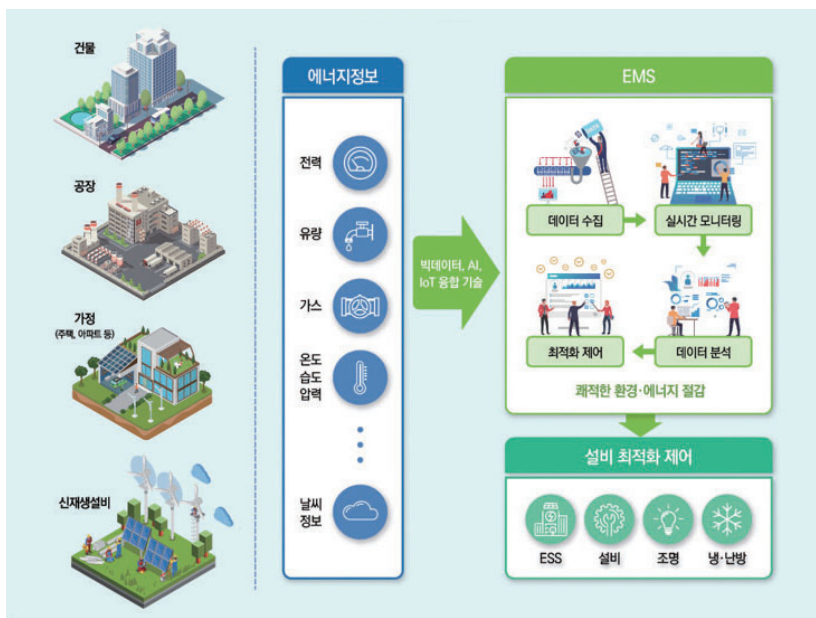 건물
공장
가정
(주택, 아파트 등)
신재생설비
에너지정보
전력
유량
가스
온도
습도
압력
날씨
정보
빅데이터, AI,
IoT 융합 기술
EMS
데이터 수집
실시간 모니터링
최적화 제어
데이터 분석
쾌적한 환경·에너지 절감
설비 최적화 제어
ESS
설비
조명
냉·난방